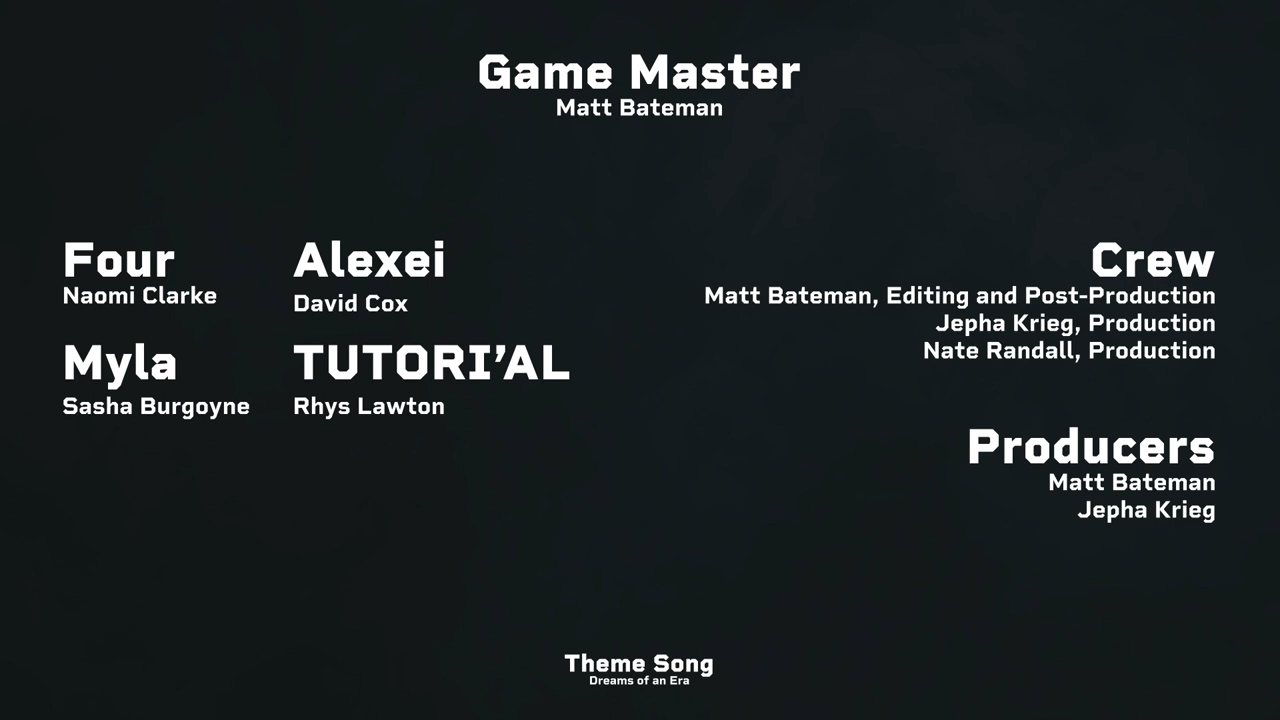 Game Master
Matt Bateman
Four
Naomi Clarke
Alexei
David Cox
Myla
Sasha Burgoyne
TUTORI’AL
Rhys Lawton
Crew
Matt Bateman, Editing and Post-Production
Jepha Krieg, Production
Nate Randall, Production
Producers
Matt Bateman
Jepha Krieg
Theme Song
Dreams of an Era